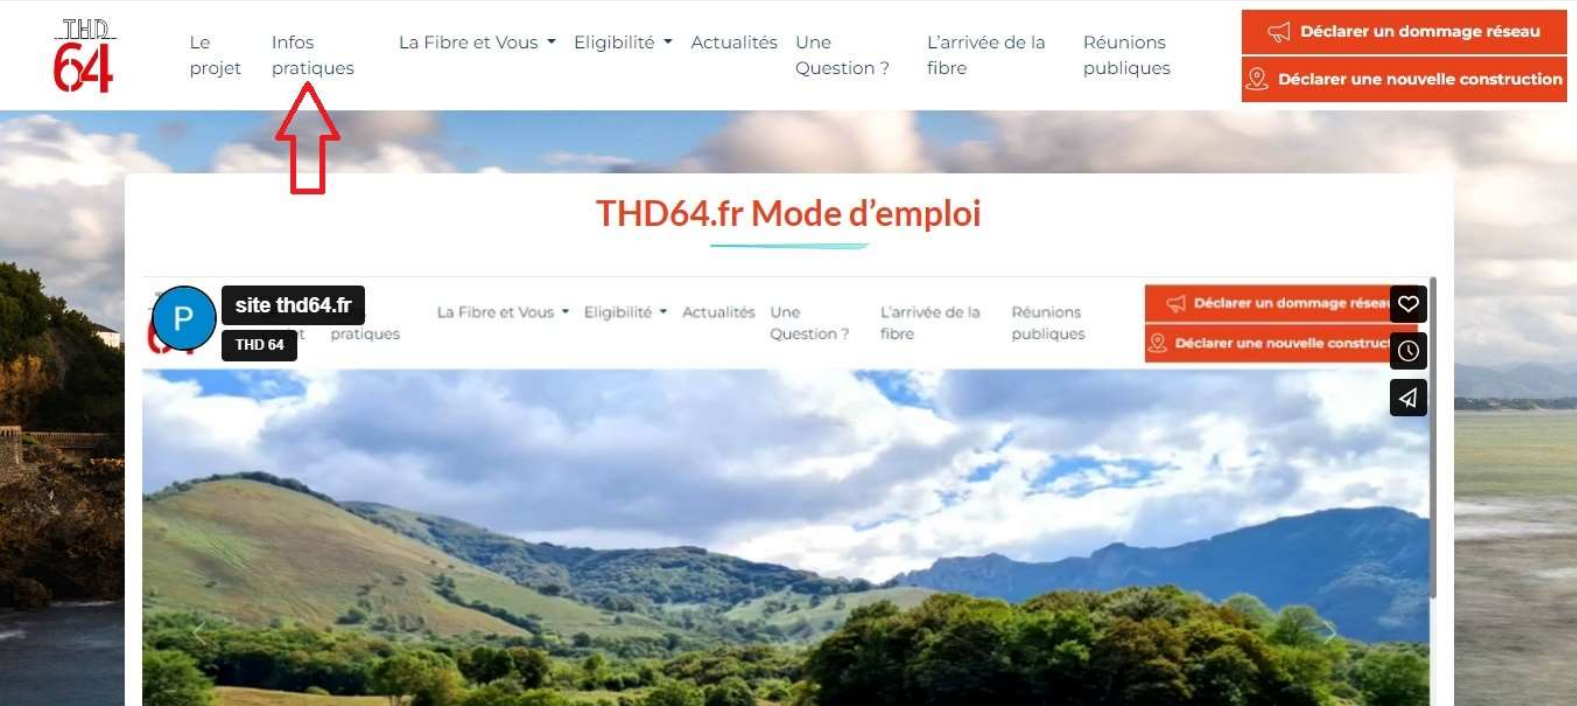 THD
64
Le
projet
Infos
pratiques
La Fibre et Vous
Eligibilité
Actualités
Une
Question ?
L'arrivée de la
fibre
Réunions
publiques
Déclarer un dommage réseau
Déclarer une nouvelle construction
THD64.fr Mode d'emploi
P
site thd64.fr
THD 64
pratiques
La Fibre et Vous
Eligibilité
Actualités
Une
Question ?
L'arrivée de la
fibre
Réunions
publiques
Déclarer un dommage résea
Déclarer une nouvelle construc